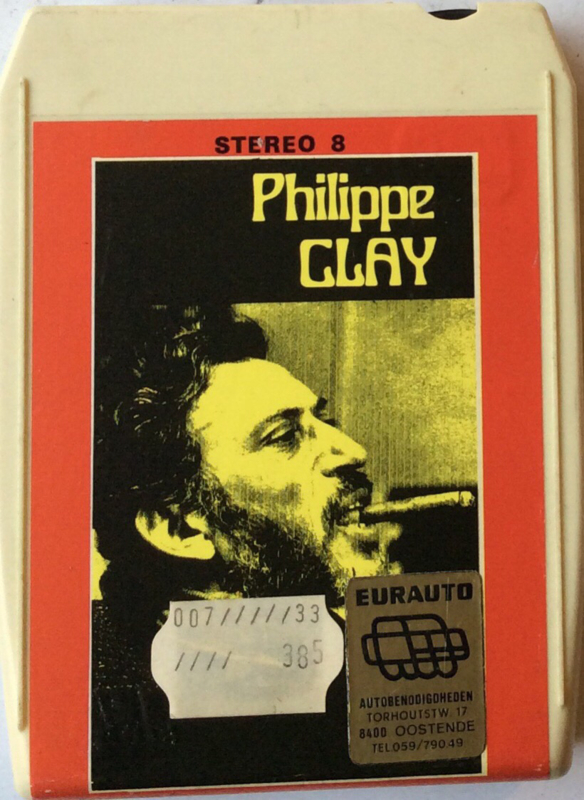 STEREO 8
Philippe
CLAY
007/////33
//// 385
EURAUTO
AUTOBENODIGDHEDEN
TORHOUTSTW. 17
8400 OOSTENDE
TEL 059/790.49